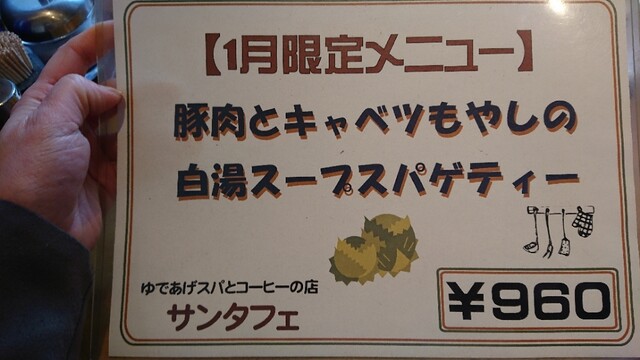 【1月限定メニュー】
豚肉とキャベツもやしの
白湯スープスパゲティー
ゆであげスパとコーヒーの店
サンタフェ
¥960